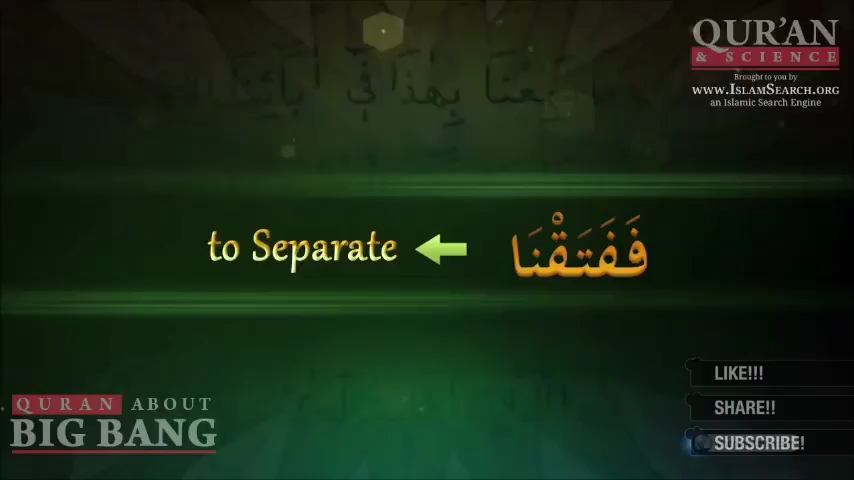 QUR'AN
& SCIENCE
Brought to you by
www.IslamSearch.org
an Islamic Search Engine
to Separate
فَفَتَقْنَا
LIKE!!!
SHARE!!
SUBSCRIBE!
QURAN ABOUT
BIG BANG